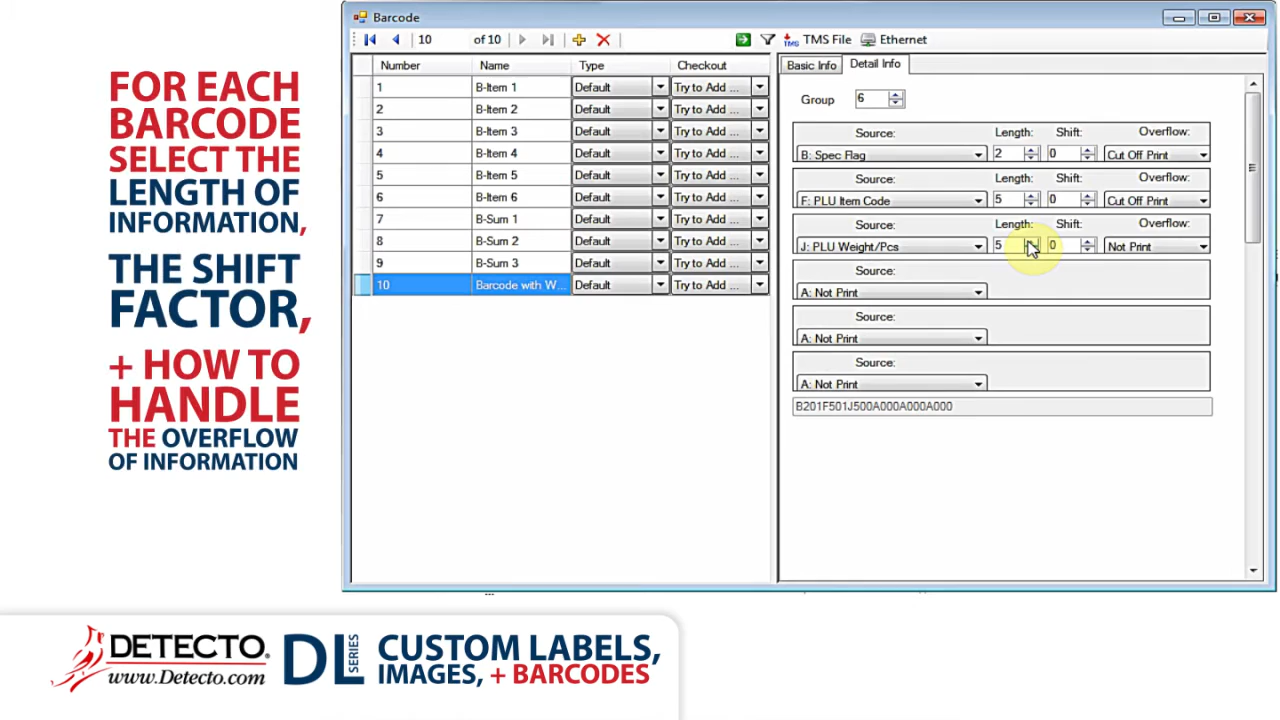 FOR EACH
BARCODE
SELECT THE
LENGTH OF
INFORMATION,
THE SHIFT
FACTOR,
+ HOW TO
HANDLE
THE OVERFLOW
OF INFORMATION
Barcode
10 of 10 TMS TMS File Ethernet
Number Name Type Checkout
1 B-Item 1 Default Try to Add ...
2 B-Item 2 Default Try to Add ...
3 B-Item 3 Default Try to Add ...
4 B-Item 4 Default Try to Add ...
5 B-Item 5 Default Try to Add ...
6 B-Item 6 Default Try to Add ...
7 B-Sum 1 Default Try to Add ...
8 B-Sum 2 Default Try to Add ...
9 B-Sum 3 Default Try to Add ...
10 Barcode with W... Default Try to Add ...
Basic Info Detail Info
Group 6
Source: Length: Shift: Overflow:
B: Spec Flag 2 0 Cut Off Print
Source: Length: Shift: Overflow:
F: PLU Item Code 5 0 Cut Off Print
Source: Length: Shift: Overflow:
J: PLU Weight/Pcs 5 0 Not Print
Source:
A: Not Print
Source:
A: Not Print
Source:
A: Not Print
B201F501J500A000A000A000
DETECTO.
www.Detecto.com
DL SERIES
CUSTOM LABELS,
IMAGES, + BARCODES